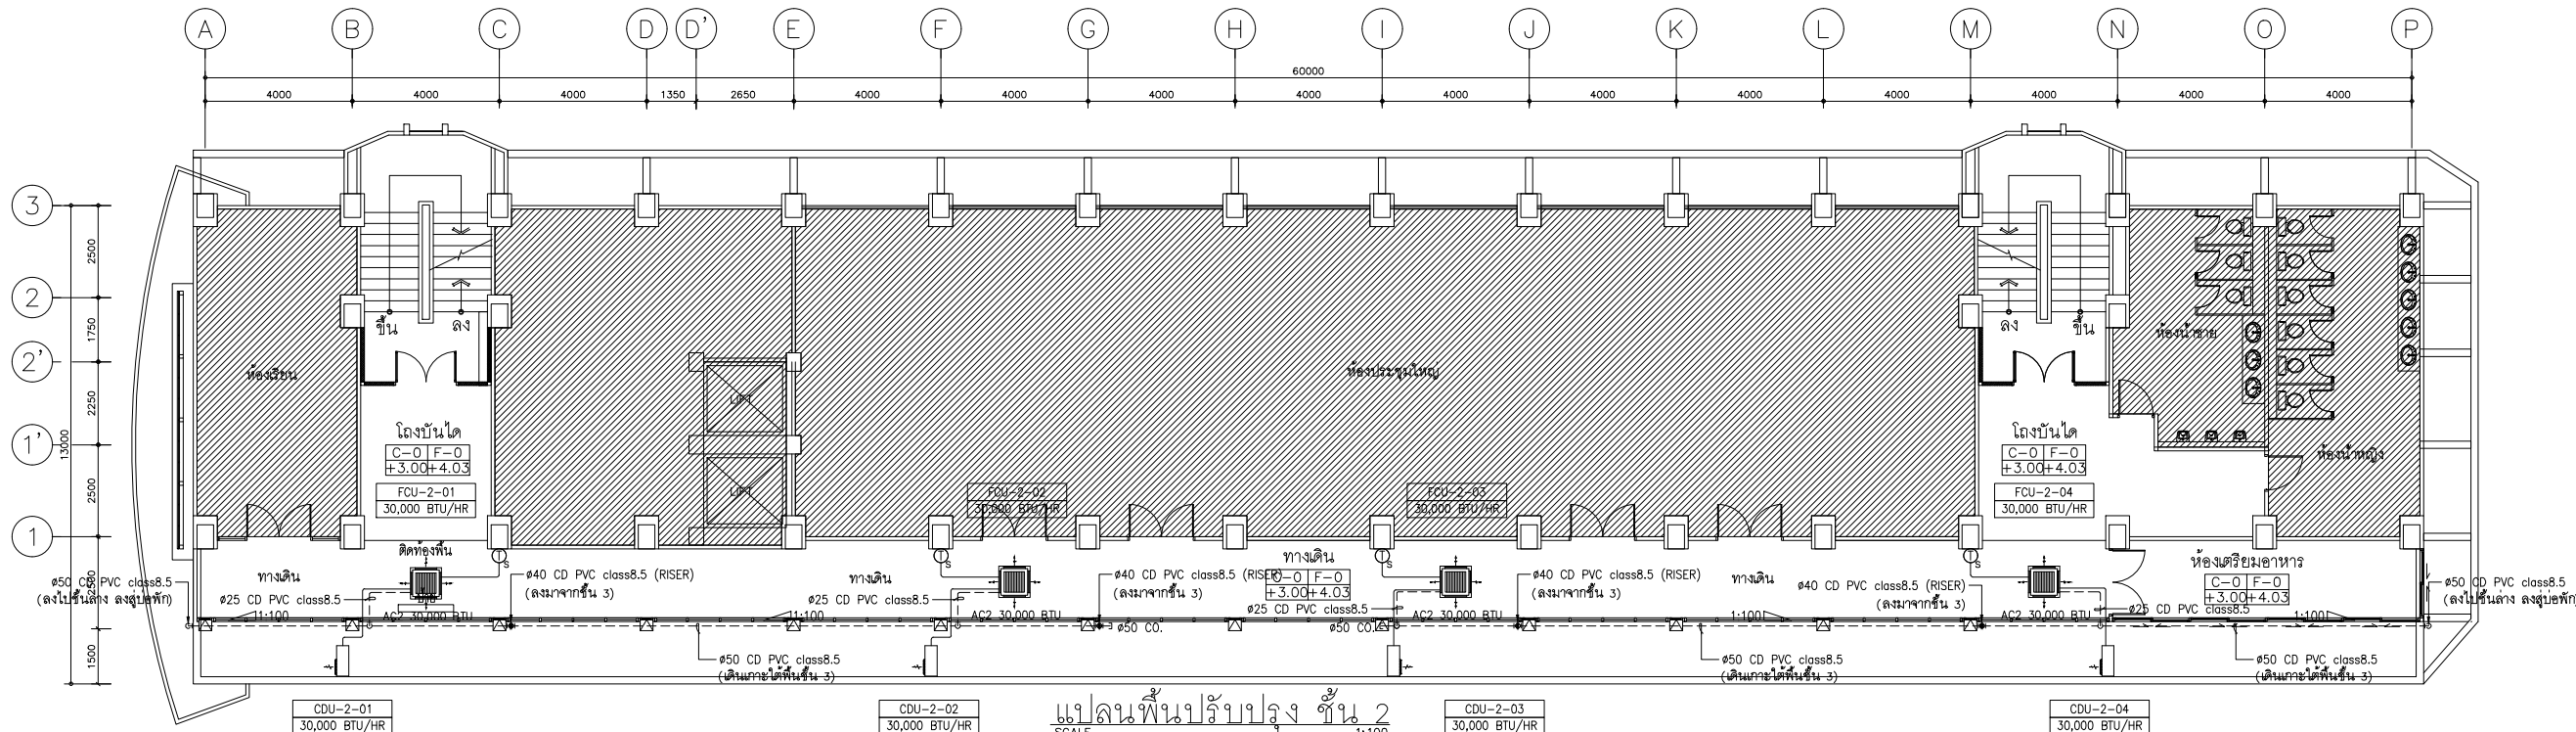 A B C D D' E F G H I J K L M N O P
60000
4000 4000 4000 1350 2650 4000 4000 4000 4000 4000 4000 4000 4000 4000 4000 4000
3
2
2'
1'
1
2500
1750
2250
2500
2500
1500
13000
ขึ้น ลง
ลง ขึ้น
ห้องเรียน
LIFT
LIFT
ห้องประชุมใหญ่
ห้องน้ำชาย
ห้องน้ำหญิง
โถงบันได
C-0 F-0
+3.00 +4.03
FCU-2-01
30,000 BTU/HR
FCU-2-02
30,000 BTU/HR
FCU-2-03
30,000 BTU/HR
โถงบันได
C-0 F-0
+3.00 +4.03
FCU-2-04
30,000 BTU/HR
ติดท้องพื้น
ทางเดิน
ทางเดิน
ทางเดิน
C-0 F-0
+3.00 +4.03
ทางเดิน
ห้องเตรียมอาหาร
C-0 F-0
+3.00 +4.03
T S
T S
T S
T S
ø50 CD PVC class8.5
(ลงไปชั้นล่าง ลงสู่บ่อพัก)
ø25 CD PVC class8.5
AC2 30,000 BTU
ø40 CD PVC class8.5 (RISER)
(ลงมาจากชั้น 3)
ø25 CD PVC class8.5
AC2 30,000 BTU
ø40 CD PVC class8.5 (RISER)
(ลงมาจากชั้น 3)
ø25 CD PVC class8.5
AC2 30,000 BTU
ø40 CD PVC class8.5 (RISER)
(ลงมาจากชั้น 3)
ø40 CD PVC class8.5 (RISER)
(ลงมาจากชั้น 3)
AC2 30,000 BTU
ø25 CD PVC class8.5
ø50 CD PVC class8.5
(ลงไปชั้นล่าง ลงสู่บ่อพัก)
1:100
1:100
1:100
1:100
ø50 CO.
ø50 CO.
ø50 CD PVC class8.5
(เดินเกาะใต้พื้นชั้น 3)
ø50 CD PVC class8.5
(เดินเกาะใต้พื้นชั้น 3)
ø50 CD PVC class8.5
(เดินเกาะใต้พื้นชั้น 3)
CDU-2-01
30,000 BTU/HR
CDU-2-02
30,000 BTU/HR
แปลนพื้นปรับปรุง ชั้น 2
SCALE 1:100
CDU-2-03
30,000 BTU/HR
CDU-2-04
30,000 BTU/HR